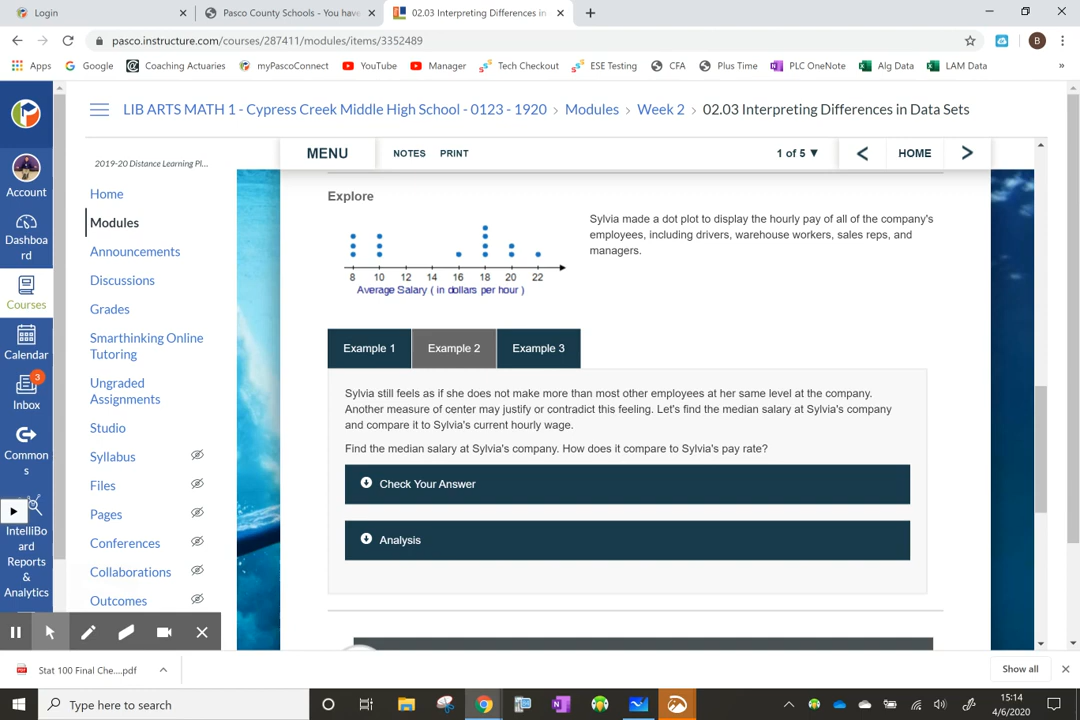 Login
Pasco County Schools - You have
02.03 Interpreting Differences in
pasco.instructure.com/courses/287411/modules/items/3352489
B
Apps
Google
Coaching Actuaries
myPascoConnect
YouTube
Manager
Tech Checkout
ESE Testing
CFA
Plus Time
PLC OneNote
Alg Data
LAM Data
»
LIB ARTS MATH 1 - Cypress Creek Middle High School - 0123 - 1920 > Modules > Week 2 > 02.03 Interpreting Differences in Data Sets
Account
Dashboa
rd
Courses
Calendar
3
Inbox
Common
s
IntelliBo
ard
Reports
&
Analytics
2019-20 Distance Learning Pl...
Home
Modules
Announcements
Discussions
Grades
Smarthinking Online
Tutoring
Ungraded
Assignments
Studio
Syllabus
Files
Pages
Conferences
Collaborations
Outcomes
MENU
NOTES
PRINT
1 of 5 ▼
<
HOME
>
Explore
8 10 12 14 16 18 20 22
Average Salary ( in dollars per hour )
Sylvia made a dot plot to display the hourly pay of all of the company's
employees, including drivers, warehouse workers, sales reps, and
managers.
Example 1
Example 2
Example 3
Sylvia still feels as if she does not make more than most other employees at her same level at the company.
Another measure of center may justify or contradict this feeling. Let's find the median salary at Sylvia's company
and compare it to Sylvia's current hourly wage.
Find the median salary at Sylvia's company. How does it compare to Sylvia's pay rate?
Check Your Answer
Analysis
Stat 100 Final Che....pdf
Show all
Type here to search
15:14
4/6/2020